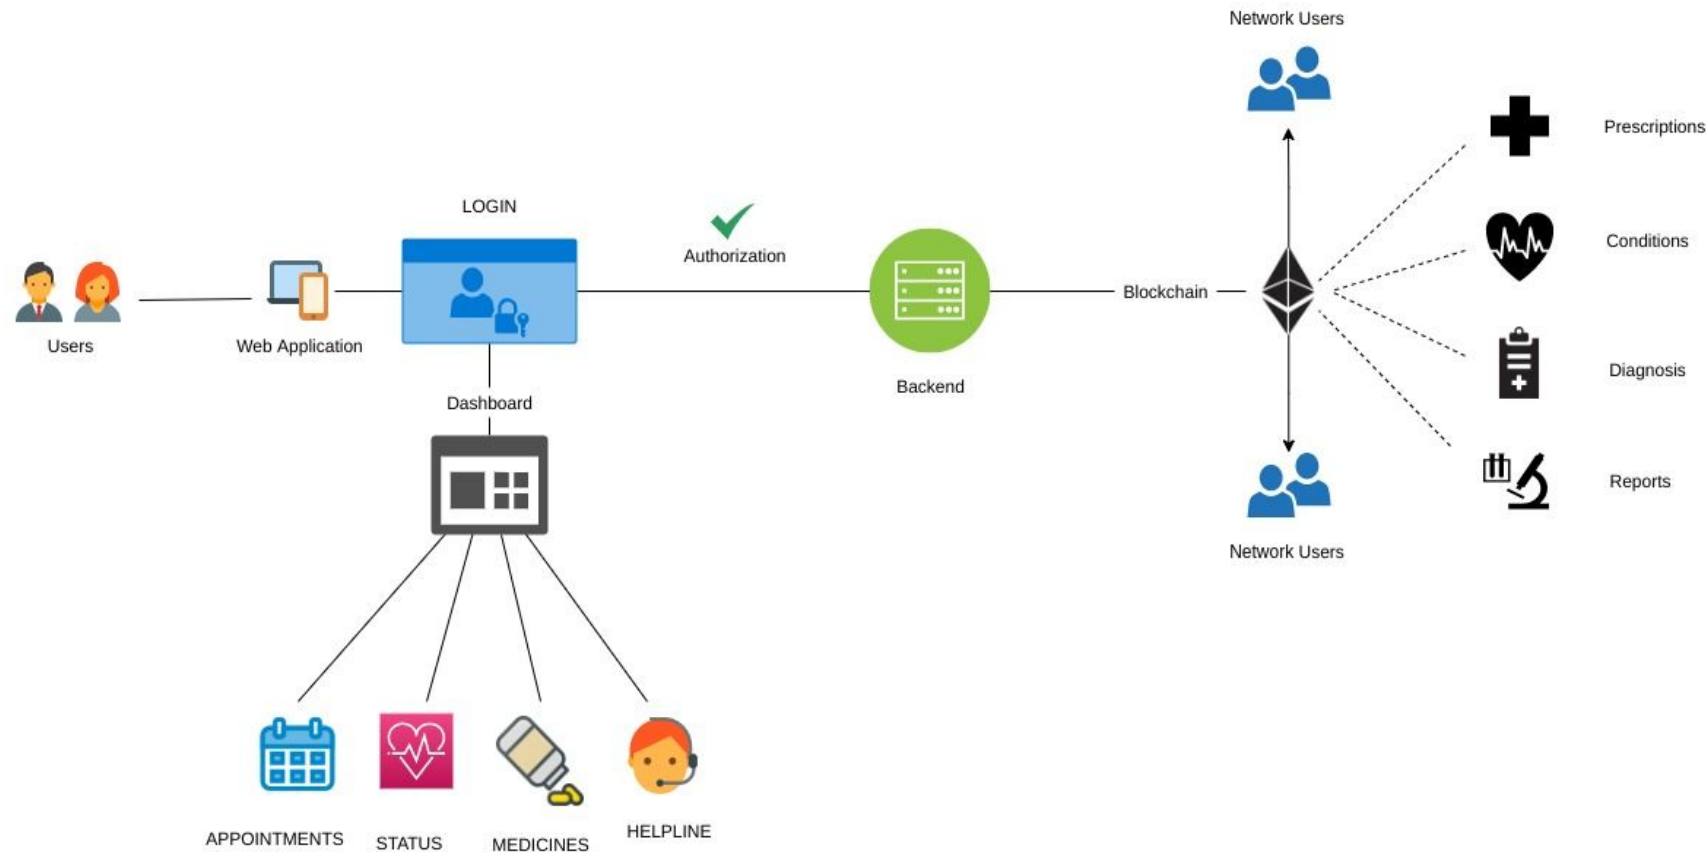 Network Users
Prescriptions
LOGIN
Authorization
Conditions
Blockchain
Users
Web Application
Diagnosis
Backend
Dashboard
Reports
Network Users
APPOINTMENTS
STATUS
MEDICINES
HELPLINE